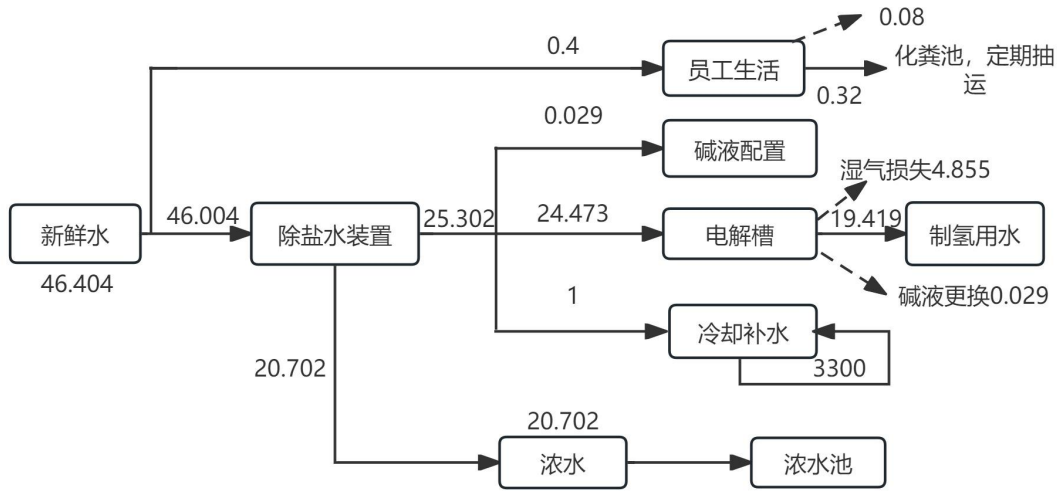 0.08
0.4
员工生活
化粪池，定期抽
运
0.32
0.029
碱液配置
湿气损失4.855
新鲜水
46.004
除盐水装置
25.302
24.473
电解槽
19.419
制氢用水
46.404
碱液更换0.029
1
冷却补水
3300
20.702
20.702
浓水
浓水池